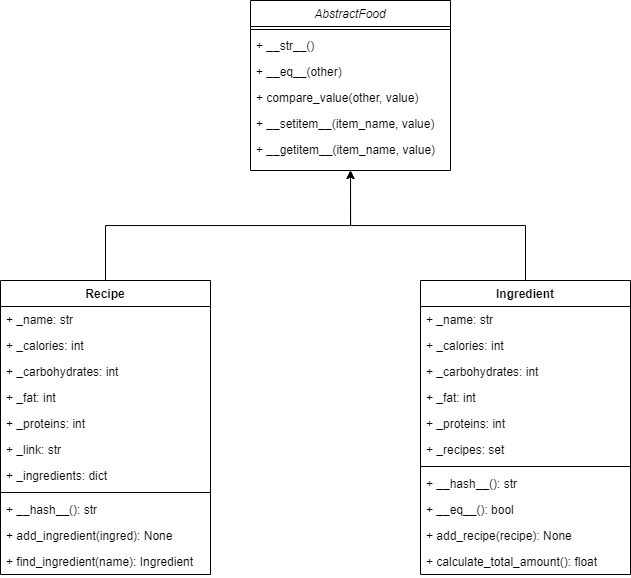 AbstractFood
+ __str__()
+ __eq__(other)
+ compare_value(other, value)
+ __setitem__(item_name, value)
+ __getitem__(item_name, value)
Recipe
+ _name: str
+ _calories: int
+ _carbohydrates: int
+ _fat: int
+ _proteins: int
+ _link: str
+ _ingredients: dict
+ __hash__(): str
+ add_ingredient(ingred): None
+ find_ingredient(name): Ingredient
Ingredient
+ _name: str
+ _calories: int
+ _carbohydrates: int
+ _fat: int
+ _proteins: int
+ _recipes: set
+ __hash__(): str
+ __eq__(): bool
+ add_recipe(recipe): None
+ calculate_total_amount(): float